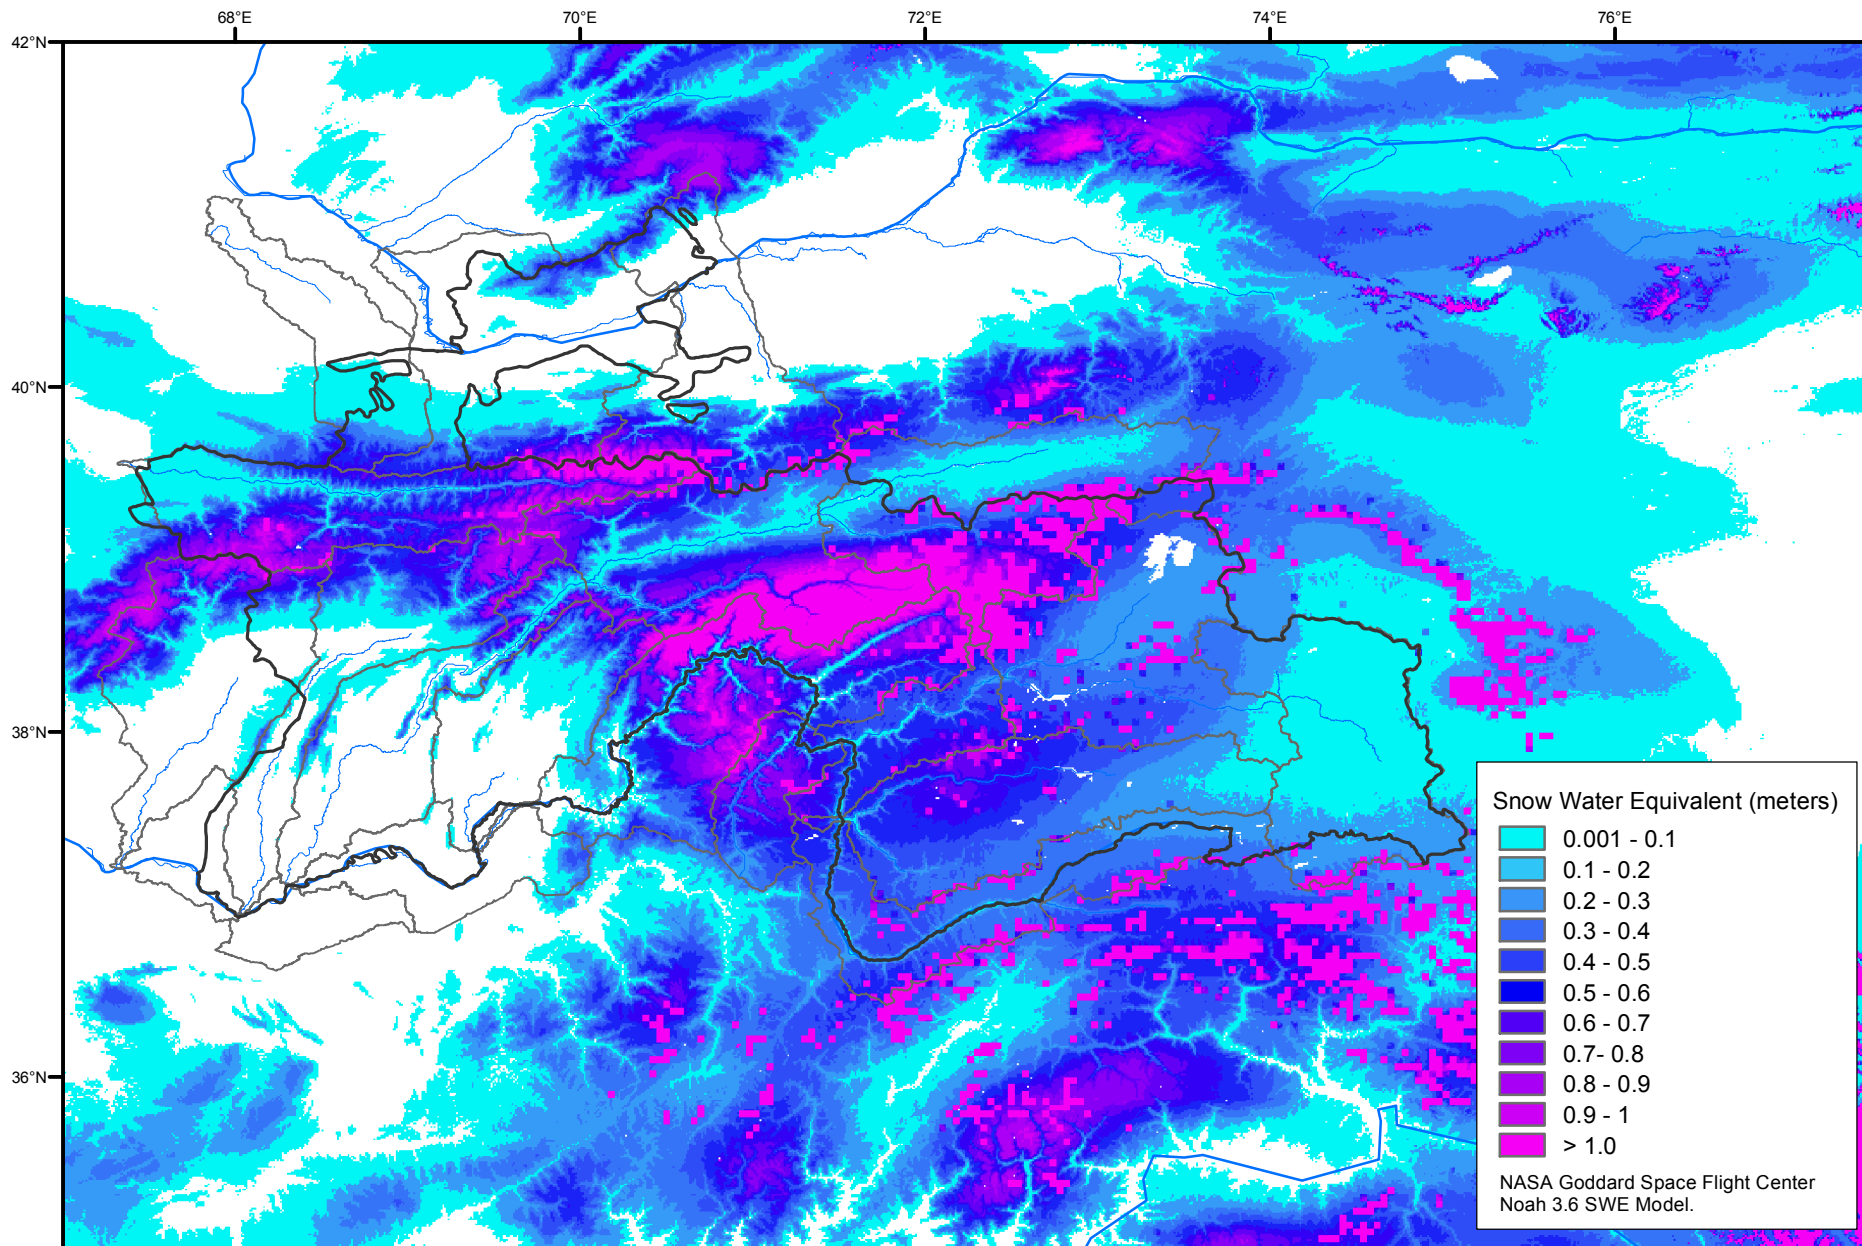 68°E 70°E 72°E 74°E 76°E
42°N
40°N
38°N
36°N
Snow Water Equivalent (meters)
0.001 - 0.1
0.1 - 0.2
0.2 - 0.3
0.3 - 0.4
0.4 - 0.5
0.5 - 0.6
0.6 - 0.7
0.7- 0.8
0.8 - 0.9
0.9 - 1
> 1.0
NASA Goddard Space Flight Center
Noah 3.6 SWE Model.